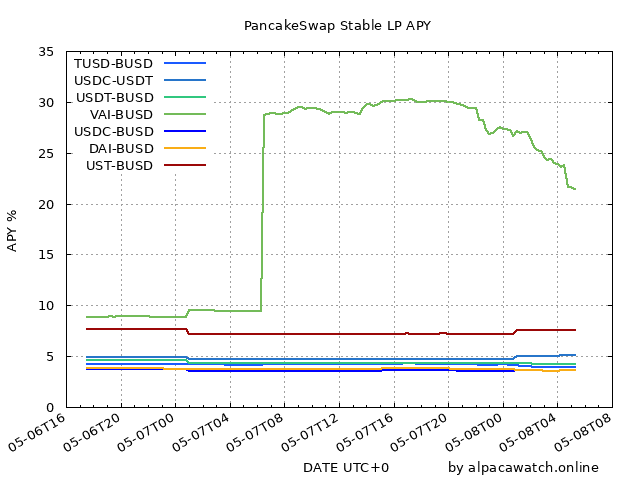 PancakeSwap Stable LP APY
35
30
25
20
15
10
5
0
APY %
TUSD-BUSD
USDC-USDT
USDT-BUSD
VAI-BUSD
USDC-BUSD
DAI-BUSD
UST-BUSD
05-06T16
05-06T20
05-07T00
05-07T04
05-07T08
05-07T12
05-07T16
05-07T20
05-08T00
05-08T04
05-08T08
DATE UTC+0
by alpacawatch.online